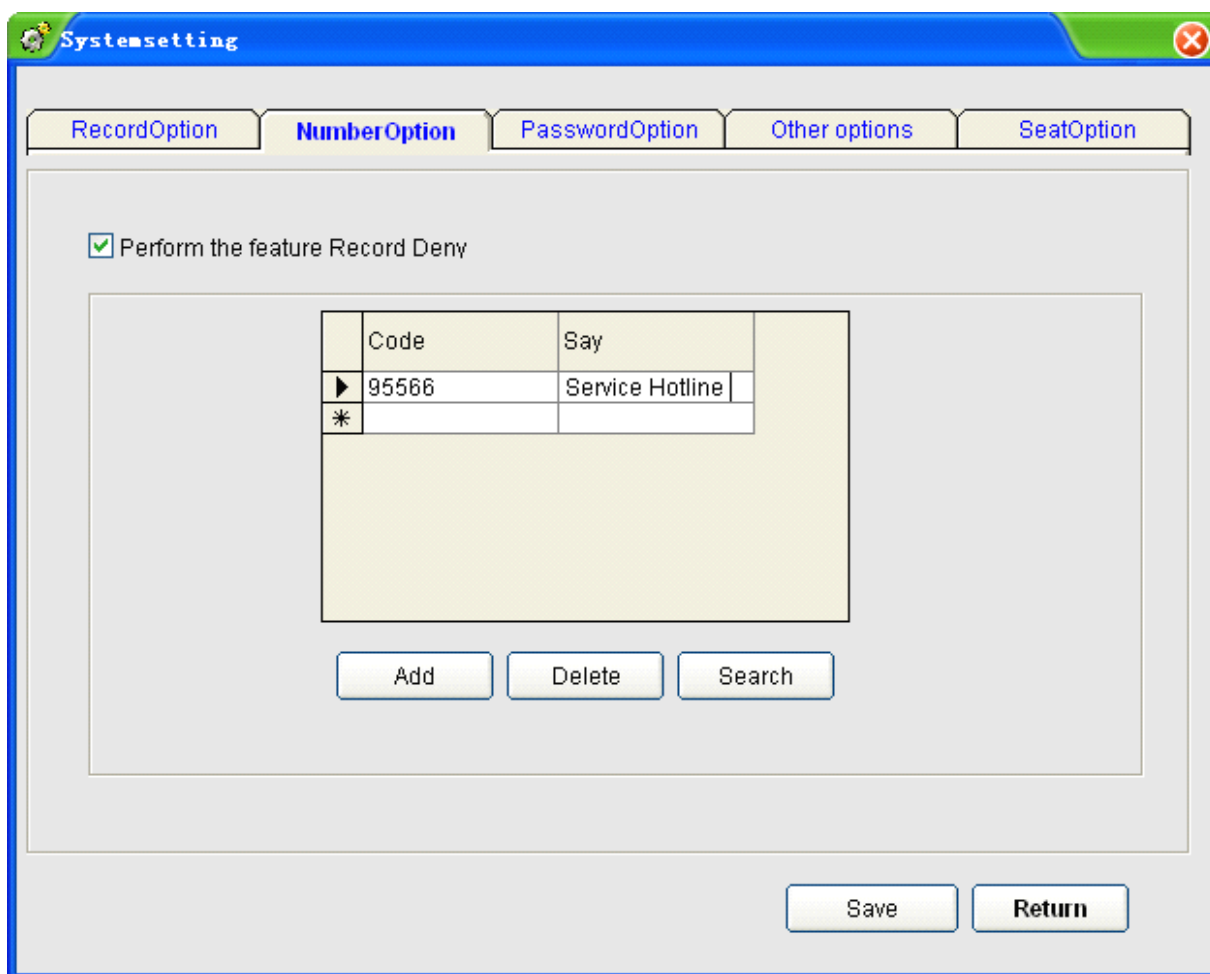 Systemsetting
RecordOption NumberOption PasswordOption Other options SeatOption
Perform the feature Record Deny
Code Say
95566 Service Hotline
Add Delete Search
Save Return